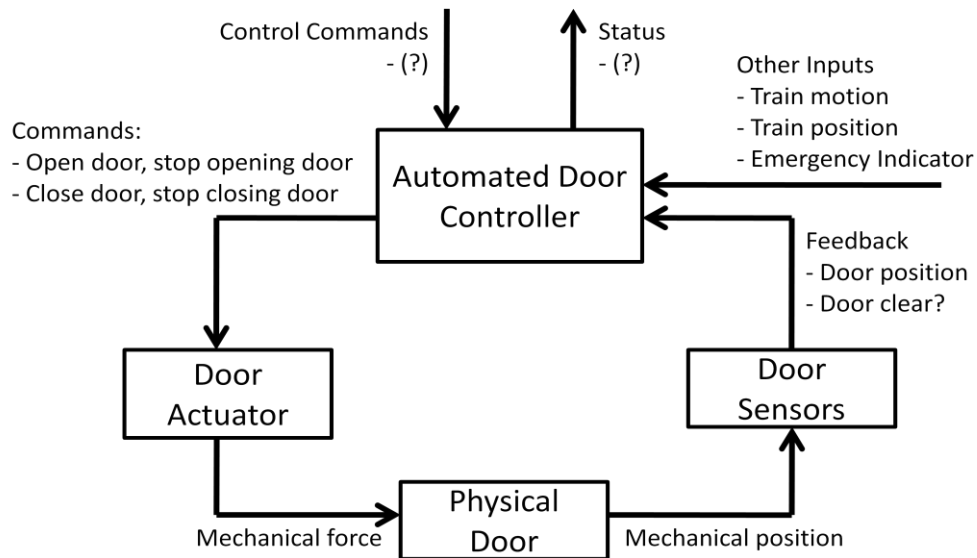 Control Commands
- (?)
Status
- (?)
Other Inputs
- Train motion
- Train position
- Emergency Indicator
Commands:
- Open door, stop opening door
- Close door, stop closing door
Automated Door
Controller
Feedback
- Door position
- Door clear?
Door
Actuator
Door
Sensors
Physical
Door
Mechanical force
Mechanical position